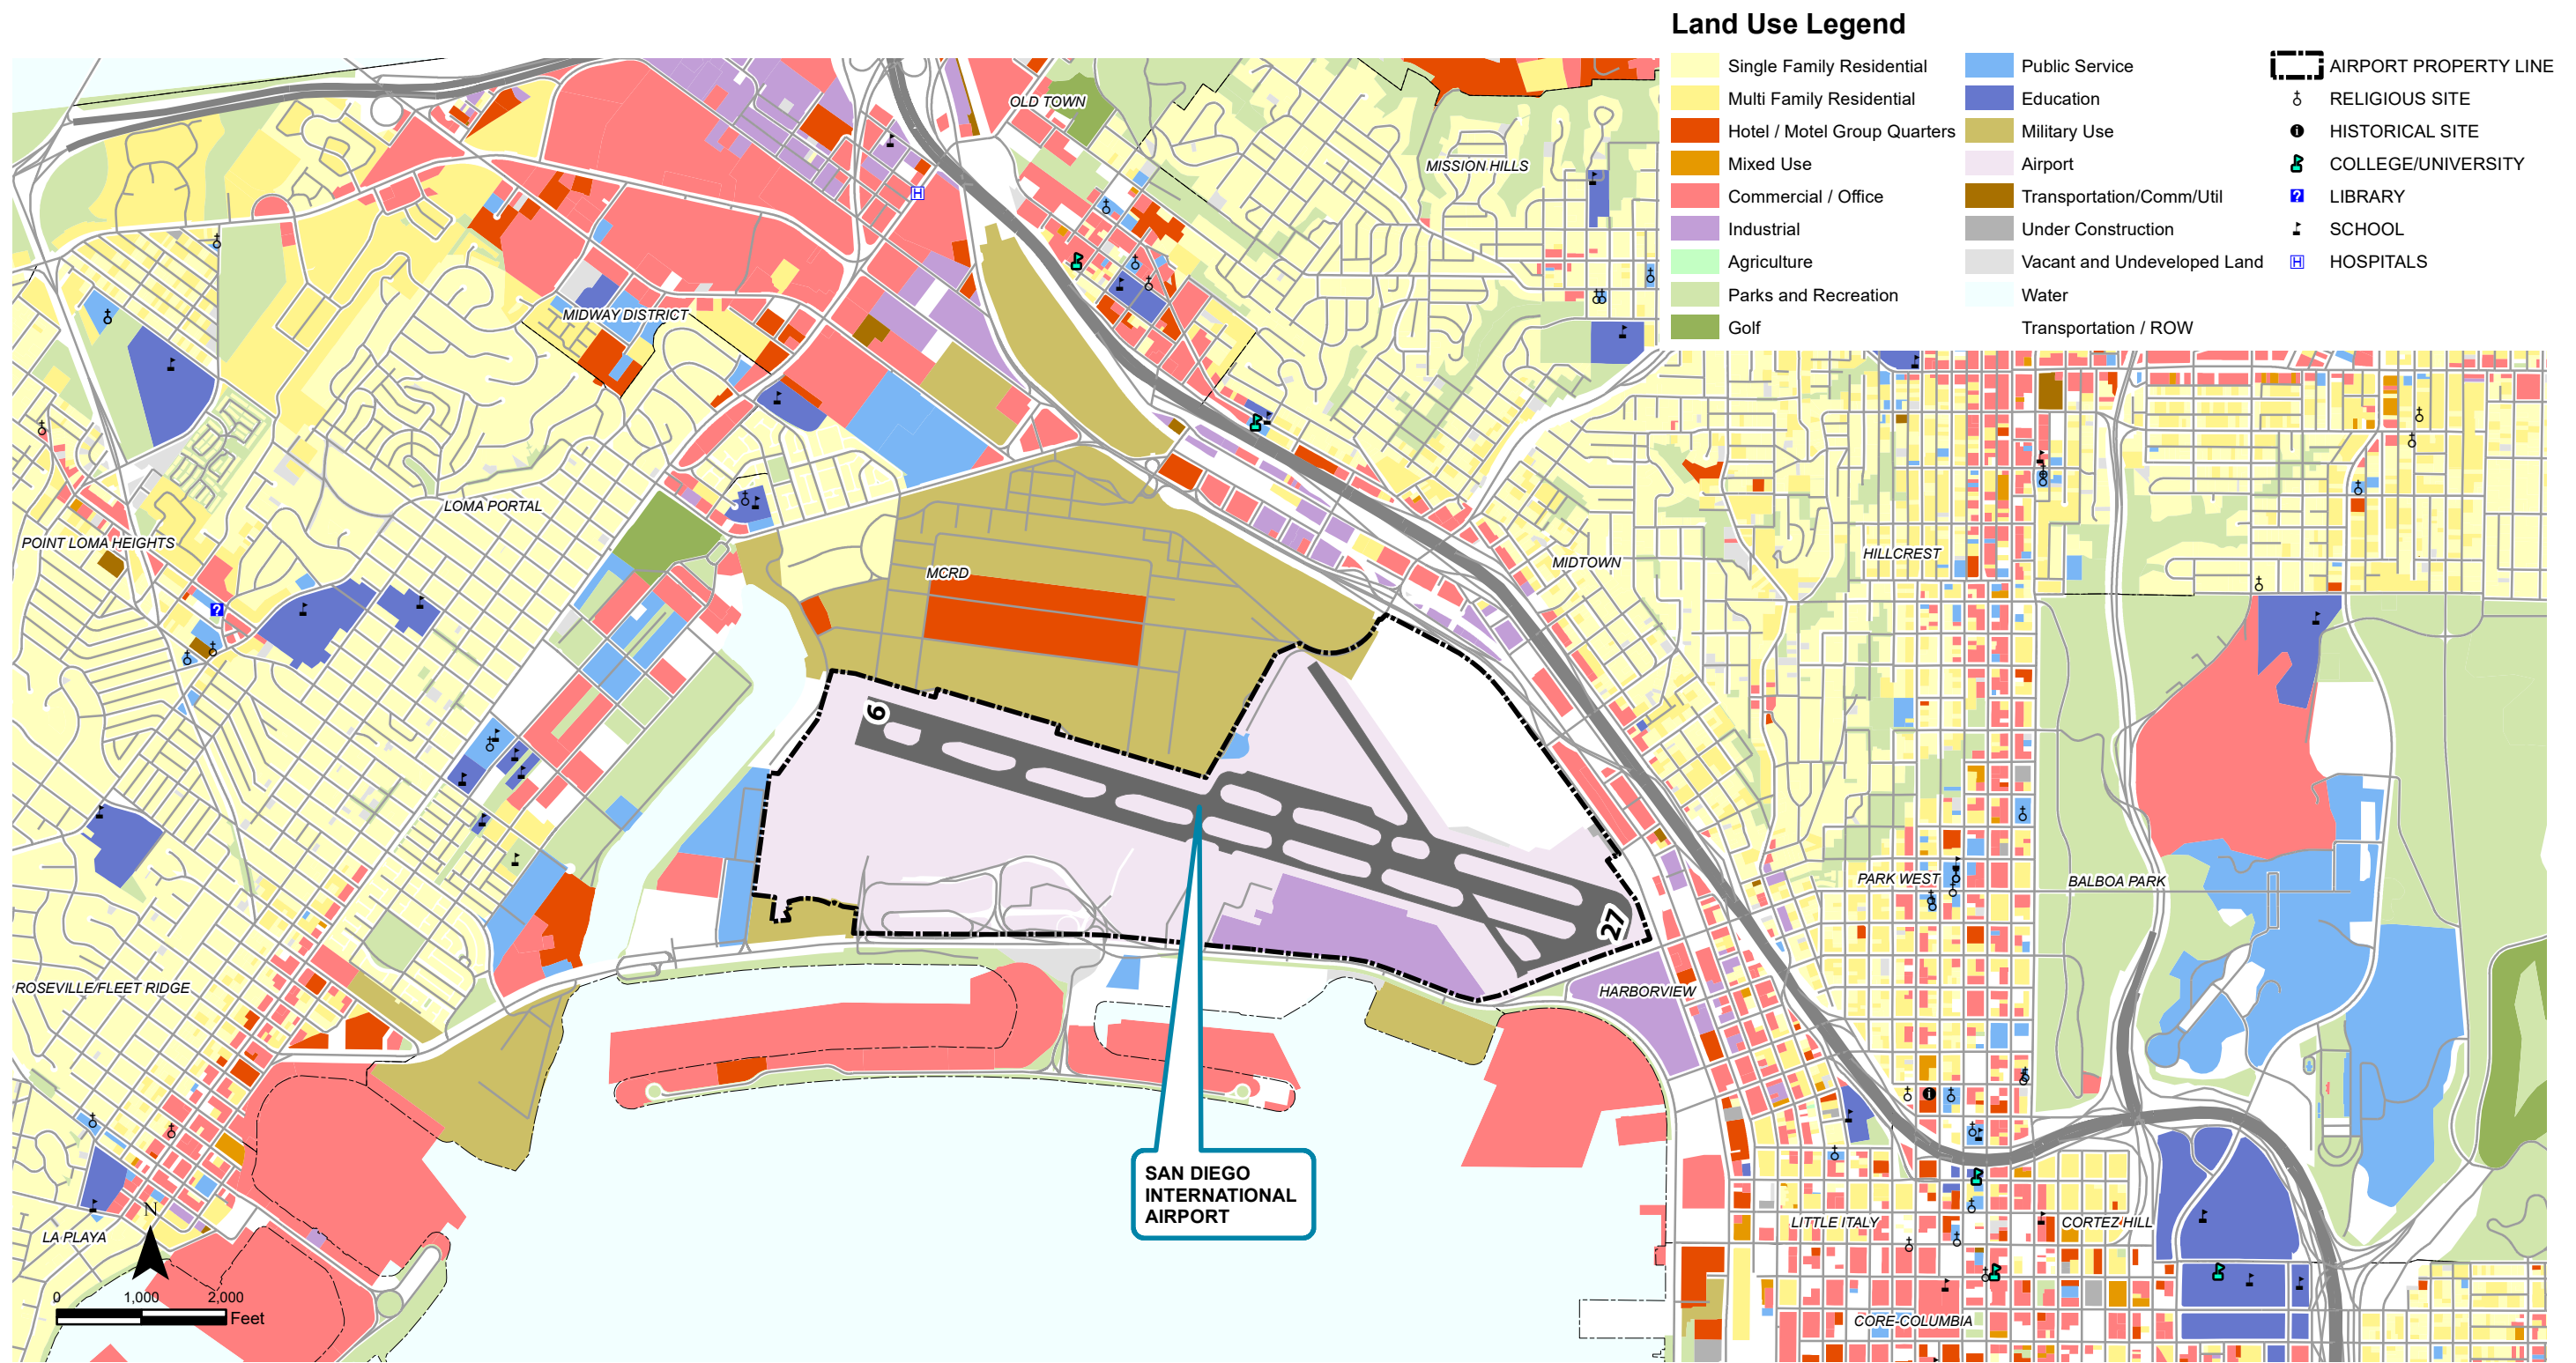 Land Use Legend
Single Family Residential
Multi Family Residential
Hotel / Motel Group Quarters
Mixed Use
Commercial / Office
Industrial
Agriculture
Parks and Recreation
Golf
Public Service
Education
Military Use
Airport
Transportation/Comm/Util
Under Construction
Vacant and Undeveloped Land
Water
Transportation / ROW
AIRPORT PROPERTY LINE
RELIGIOUS SITE
HISTORICAL SITE
COLLEGE/UNIVERSITY
? LIBRARY
SCHOOL
H HOSPITALS
OLD TOWN
MISSION HILLS
H
MIDWAY DISTRICT
LOMA PORTAL
POINT LOMA HEIGHTS
MCRD
MIDTOWN
HILLCREST
?
9
PARK WEST
BALBOA PARK
27
ROSEVILLE/FLEET RIDGE
HARBORVIEW
SAN DIEGO
INTERNATIONAL
AIRPORT
N
LA PLAYA
LITTLE ITALY
CORTEZ HILL
CORE-COLUMBIA
0 1,000 2,000
Feet